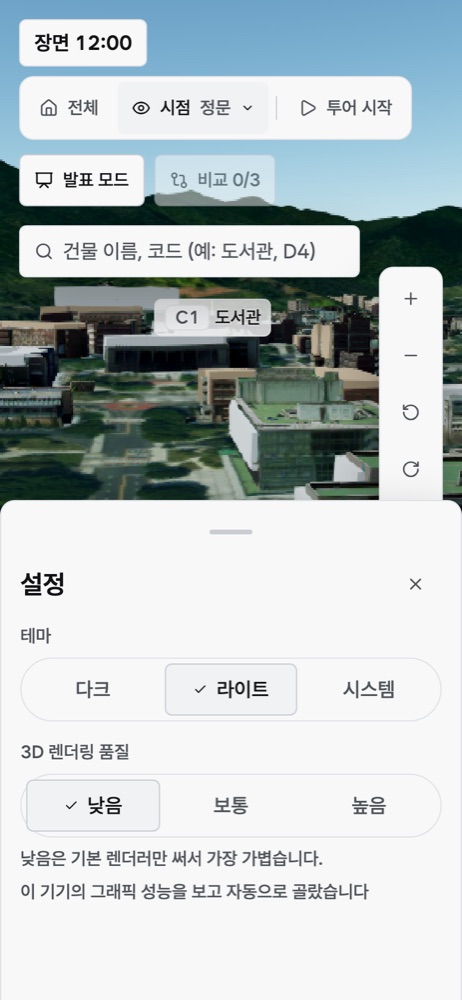 장면 12:00
전체 시점 정문 투어 시작
발표 모드 비교 0/3
건물 이름, 코드 (예: 도서관, D4)
C1 도서관
설정
테마
다크 라이트 시스템
3D 렌더링 품질
낮음 보통 높음
낮음은 기본 렌더러만 써서 가장 가볍습니다.
이 기기의 그래픽 성능을 보고 자동으로 골랐습니다